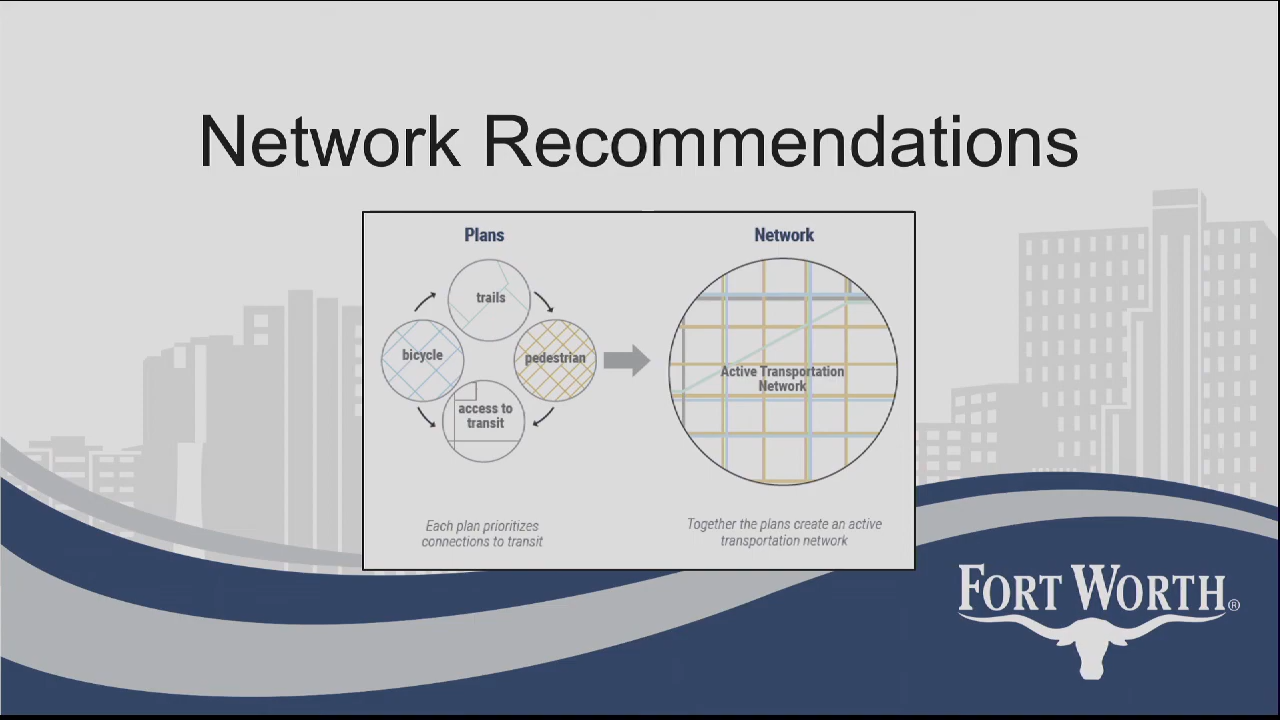 Network Recommendations
Plans
trails
bicycle
pedestrian
access to
transit
Each plan prioritizes
connections to transit
Network
Active Transportation
Network
Together the plans create an active
transportation network
FORT WORTH®